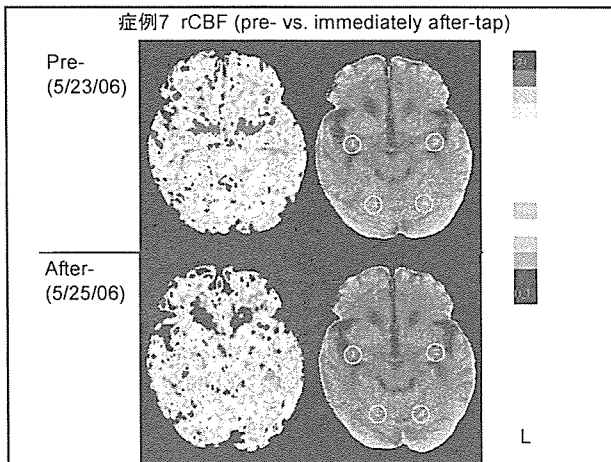 症例7 rCBF (pre- vs. immediately after-tap)
Pre-
(5/23/06)
After-
(5/25/06)
L